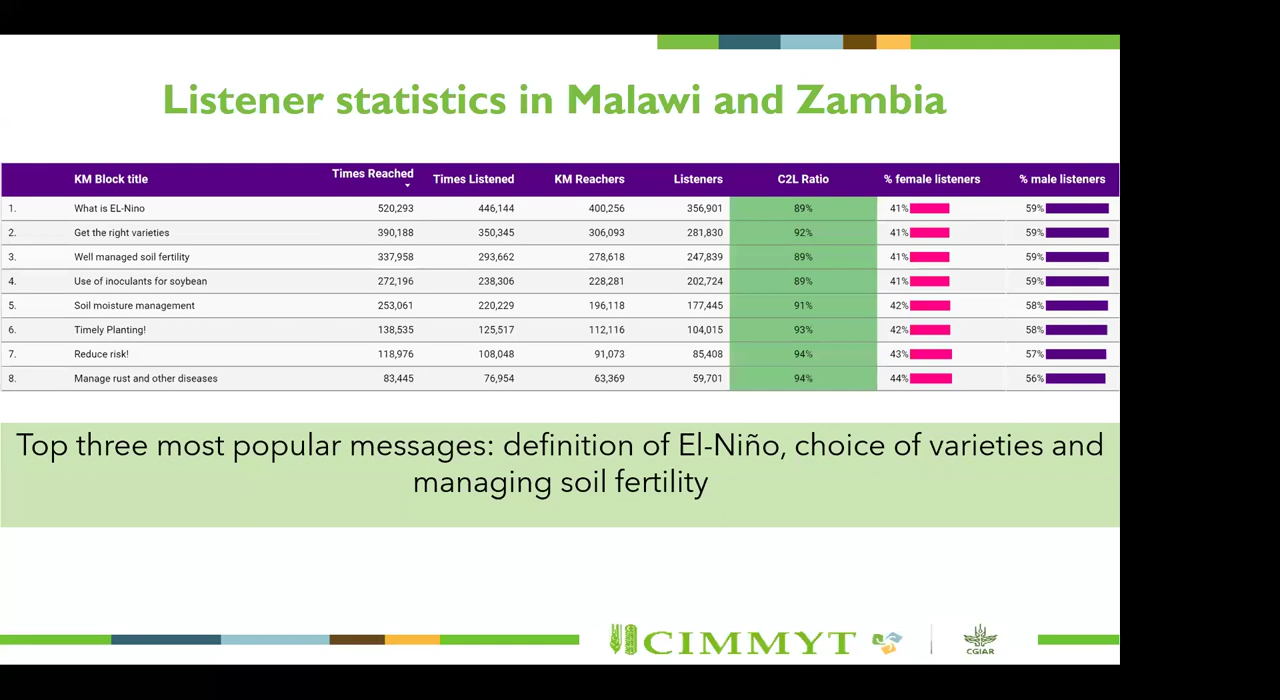 Listener statistics in Malawi and Zambia
KM Block title Times Reached Times Listened KM Reachers Listeners C2L Ratio % female listeners % male listeners
1. What is EL-Nino 520,293 446,144 400,256 356,901 89% 41% 59%
2. Get the right varieties 390,188 350,345 306,093 281,830 92% 41% 59%
3. Well managed soil fertility 337,958 293,662 278,618 247,839 89% 41% 59%
4. Use of inoculants for soybean 272,196 238,306 228,281 202,724 89% 41% 59%
5. Soil moisture management 253,061 220,229 196,118 177,445 91% 42% 58%
6. Timely Planting! 138,535 125,517 112,116 104,015 93% 42% 58%
7. Reduce risk! 118,976 108,048 91,073 85,408 94% 43% 57%
8. Manage rust and other diseases 83,445 76,954 63,369 59,701 94% 44% 56%
Top three most popular messages: definition of El-Niño, choice of varieties and
managing soil fertility
CIMMYT
CGIAR